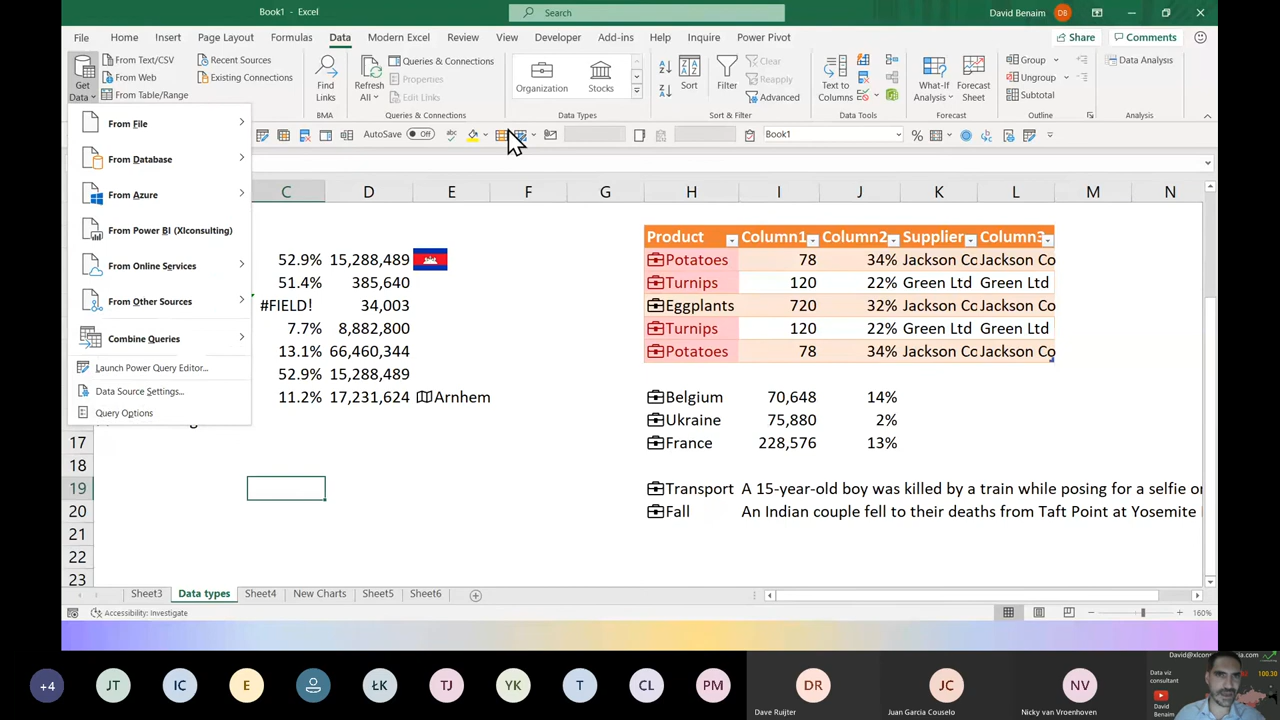 Book1 - Excel
Search
David Benaim
DB
File
Home
Insert
Page Layout
Formulas
Data
Modern Excel
Review
View
Developer
Add-ins
Help
Inquire
Power Pivot
Share
Comments
Get Data
From Text/CSV
From Web
From Table/Range
Recent Sources
Existing Connections
Find Links
BMA
Refresh All
Queries & Connections
Properties
Edit Links
Queries & Connections
Organization
Stocks
Data Types
Sort
Filter
Clear
Reapply
Advanced
Sort & Filter
Text to Columns
Data Tools
What-If Analysis
Forecast Sheet
Forecast
Group
Ungroup
Subtotal
Outline
Data Analysis
Analysis
AutoSave Off
Book1
From File
From Database
From Azure
From Power BI (Xlconsulting)
From Online Services
From Other Sources
Combine Queries
Launch Power Query Editor...
Data Source Settings...
Query Options
C D E F G H I J K L M N
Product Column1 Column2 Supplier Column3
52.9% 15,288,489 Potatoes 78 34% Jackson Co Jackson Co
51.4% 385,640 Turnips 120 22% Green Ltd Green Ltd
#FIELD! 34,003 Eggplants 720 32% Jackson Cc Jackson Co
7.7% 8,882,800 Turnips 120 22% Green Ltd Green Ltd
13.1% 66,460,344 Potatoes 78 34% Jackson Cc Jackson Co
52.9% 15,288,489
11.2% 17,231,624 Arnhem Belgium 70,648 14%
Ukraine 75,880 2%
17 France 228,576 13%
18
19 Transport A 15-year-old boy was killed by a train while posing for a selfie
20 Fall An Indian couple fell to their deaths from Taft Point at Yosemite
21
22
23
Sheet3
Data types
Sheet4
New Charts
Sheet5
Sheet6
Accessibility: Investigate
160%
+4
JT
IC
E
ŁK
TJ
YK
T
CL
PM
DR
Dave Ruijter
JC
Juan Garcia Couselo
NV
Nicky van Vroenhoven
Data viz
consultant
David
Benaim
100.30